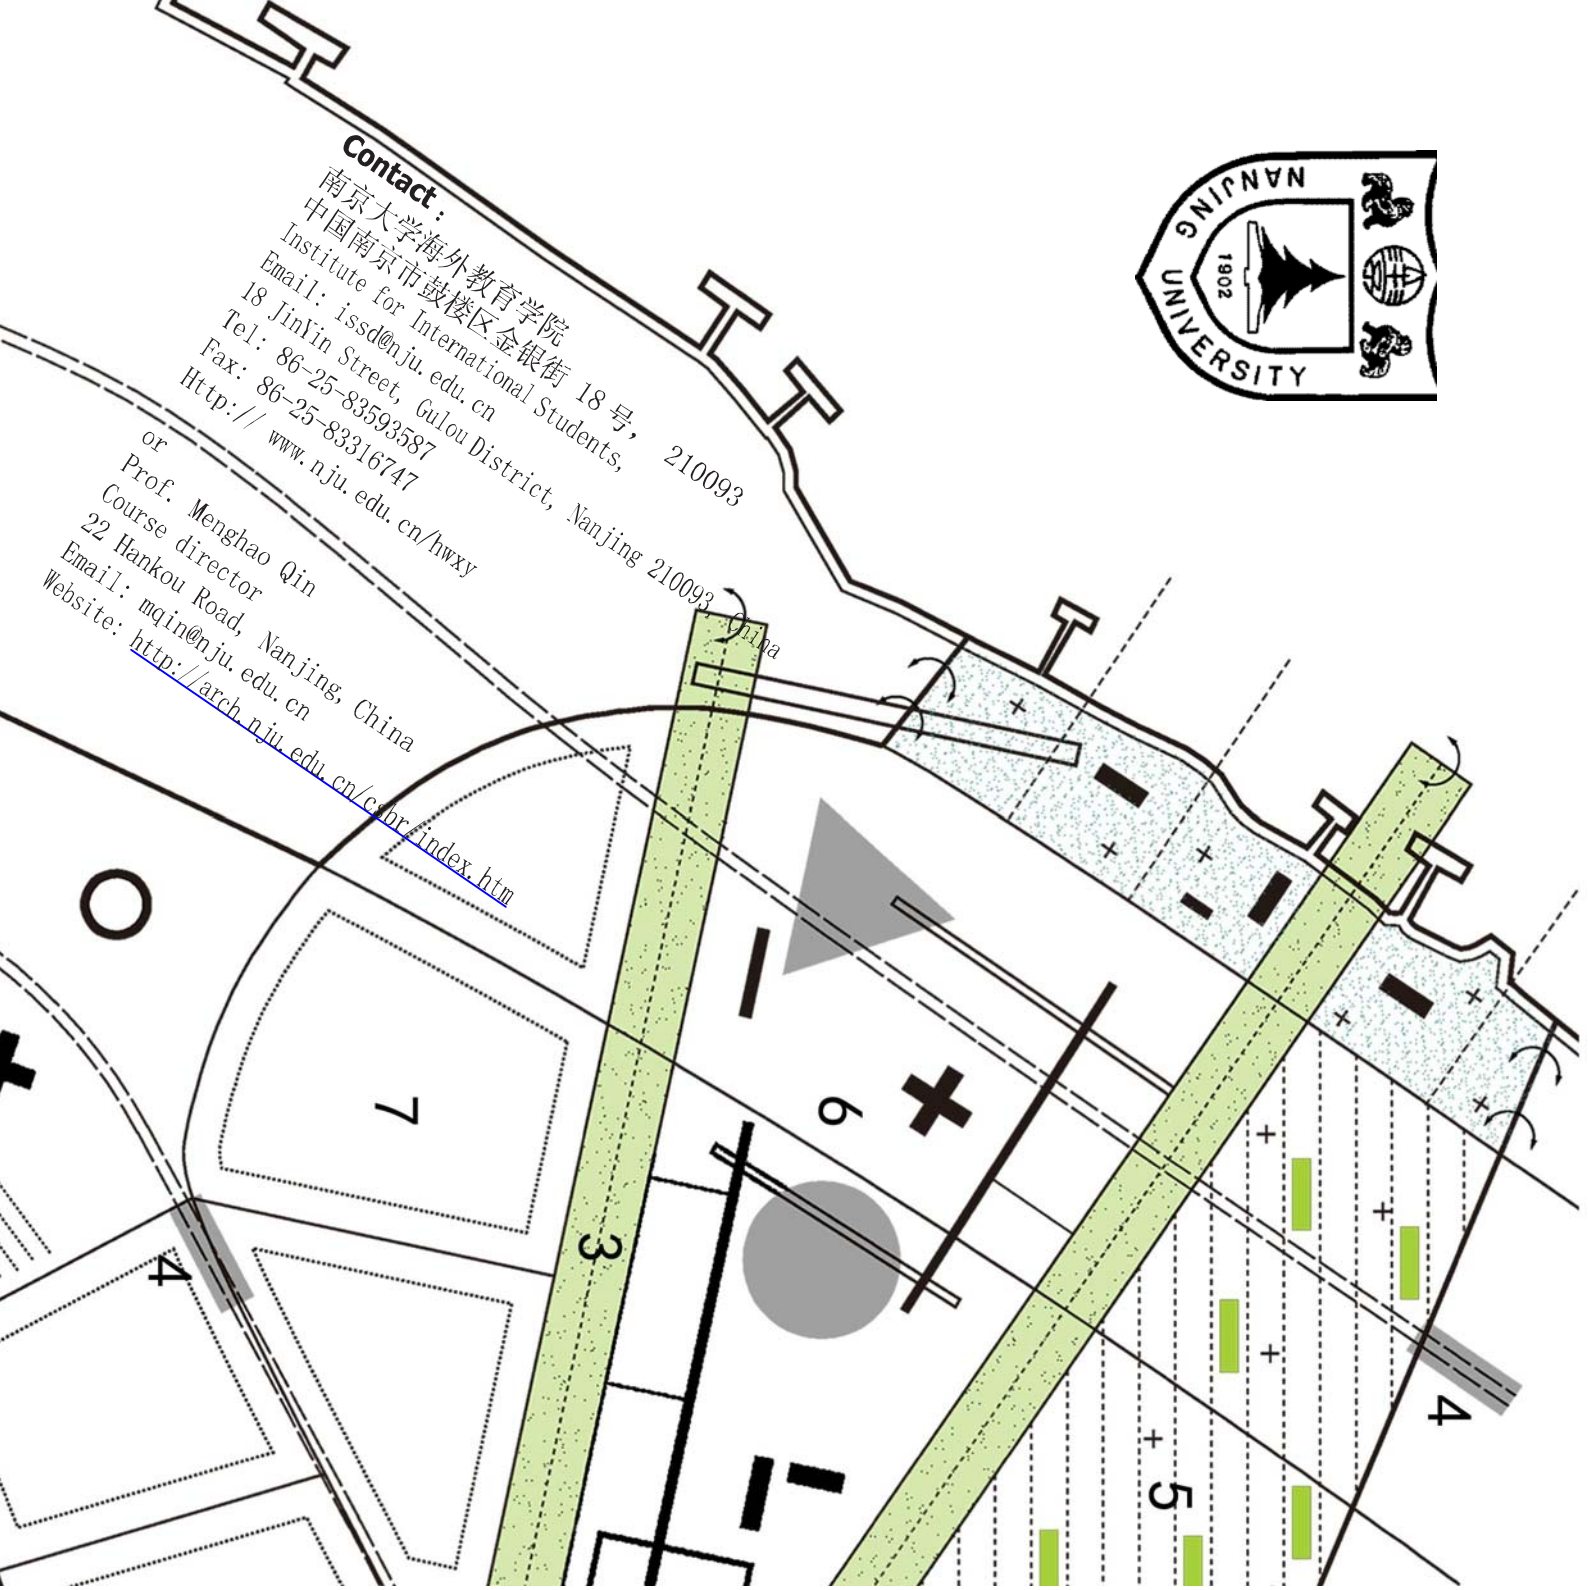 Contact:
南京大学海外教育学院
中国南京市鼓楼区金银街 18 号， 210093
Institute for International Students,
Email: issd@nju.edu.cn
18 JinYin Street, Gulou District, Nanjing 210093, China
Tel: 86-25-83593587
Fax: 86-25-83316747
Http:// www.nju.edu.cn/hwxy
or
Prof. Menghao Qin
Course director
22 Hankou Road, Nanjing, China
Email: mqin@nju.edu.cn
Website: http://arch.nju.edu.cn/csbr/index.htm
NANJING UNIVERSITY
1902
7
6
3
4
4
5